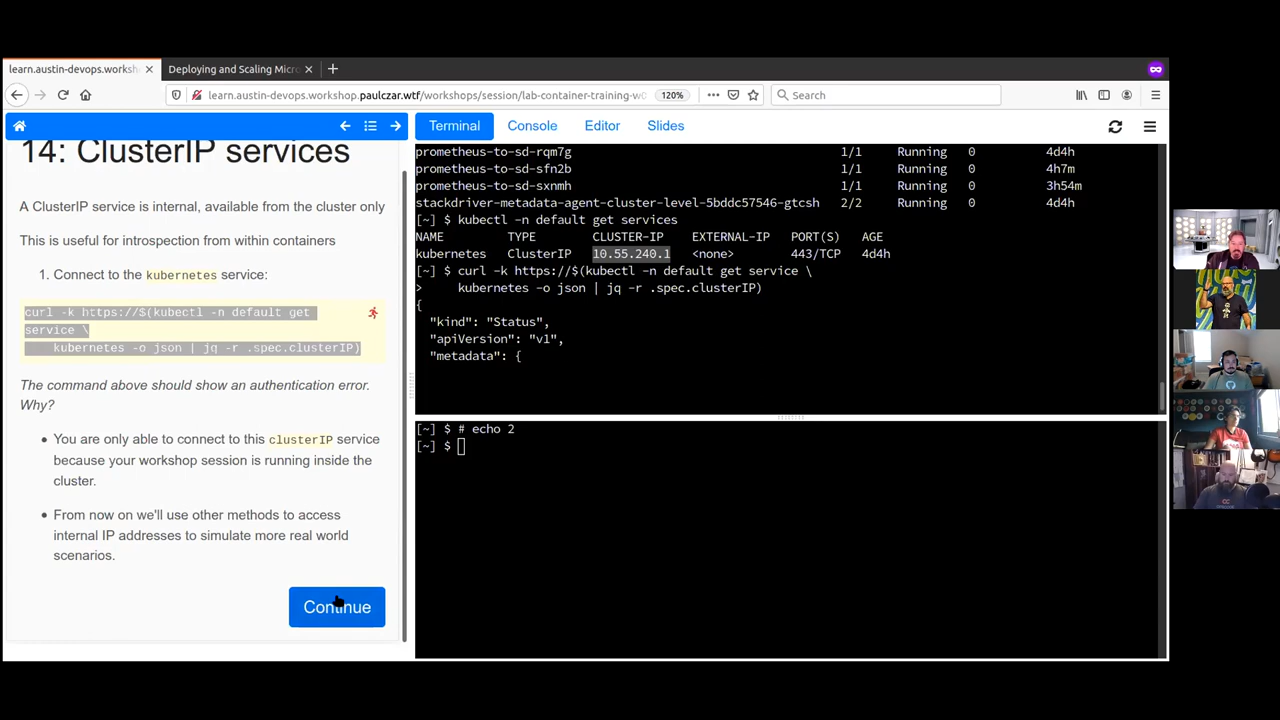 learn.austin-devops.worksh
Deploying and Scaling Micro
learn.austin-devops.workshop.paulczar.wtf/workshops/session/lab-container-training-w
120%
Search
Terminal
Console
Editor
Slides
14: ClusterIP services
A ClusterIP service is internal, available from the cluster only
This is useful for introspection from within containers
1. Connect to the kubernetes service:
curl -k https://$(kubectl -n default get
service \
kubernetes -o json | jq -r .spec.clusterIP)
The command above should show an authentication error.
Why?
• You are only able to connect to this clusterIP service
because your workshop session is running inside the
cluster.
• From now on we'll use other methods to access
internal IP addresses to simulate more real world
scenarios.
Continue
prometheus-to-sd-rqm7g 1/1 Running 0 4d4h
prometheus-to-sd-sfn2b 1/1 Running 0 4h7m
prometheus-to-sd-sxnmh 1/1 Running 0 3h54m
stackdriver-metadata-agent-cluster-level-5bddc57546-gtcsh 2/2 Running 0 4d4h
[~] $ kubectl -n default get services
NAME TYPE CLUSTER-IP EXTERNAL-IP PORT(S) AGE
kubernetes ClusterIP 10.55.240.1 <none> 443/TCP 4d4h
[~] $ curl -k https://$(kubectl -n default get service \
> kubernetes -o json | jq -r .spec.clusterIP)
{
"kind": "Status",
"apiVersion": "v1",
"metadata": {
[~] $ # echo 2
[~] $